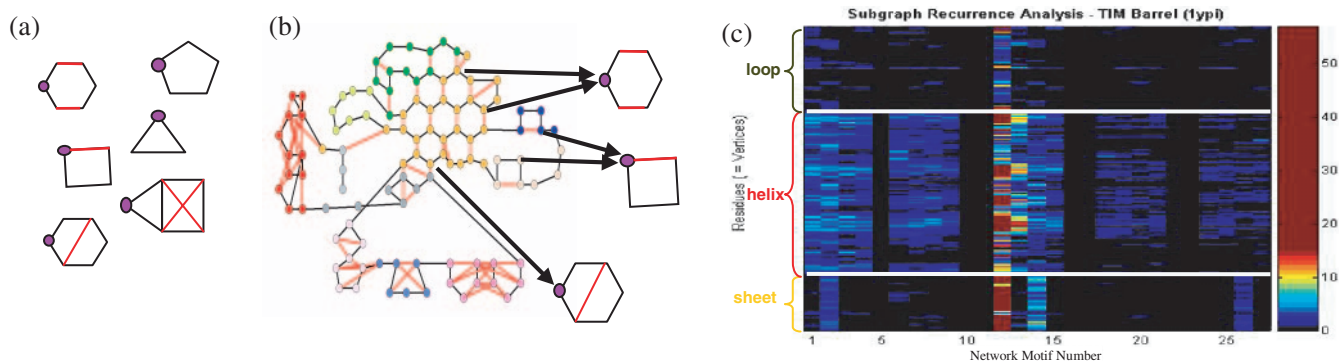 (a)
(b)
(c)
Subgraph Recurrence Analysis - TIM Barrel (1ypi)
loop
helix
sheet
Residues ( = Vertices)
1 5 10 15 20 25
Network Motif Number
50
40
30
20
10
0